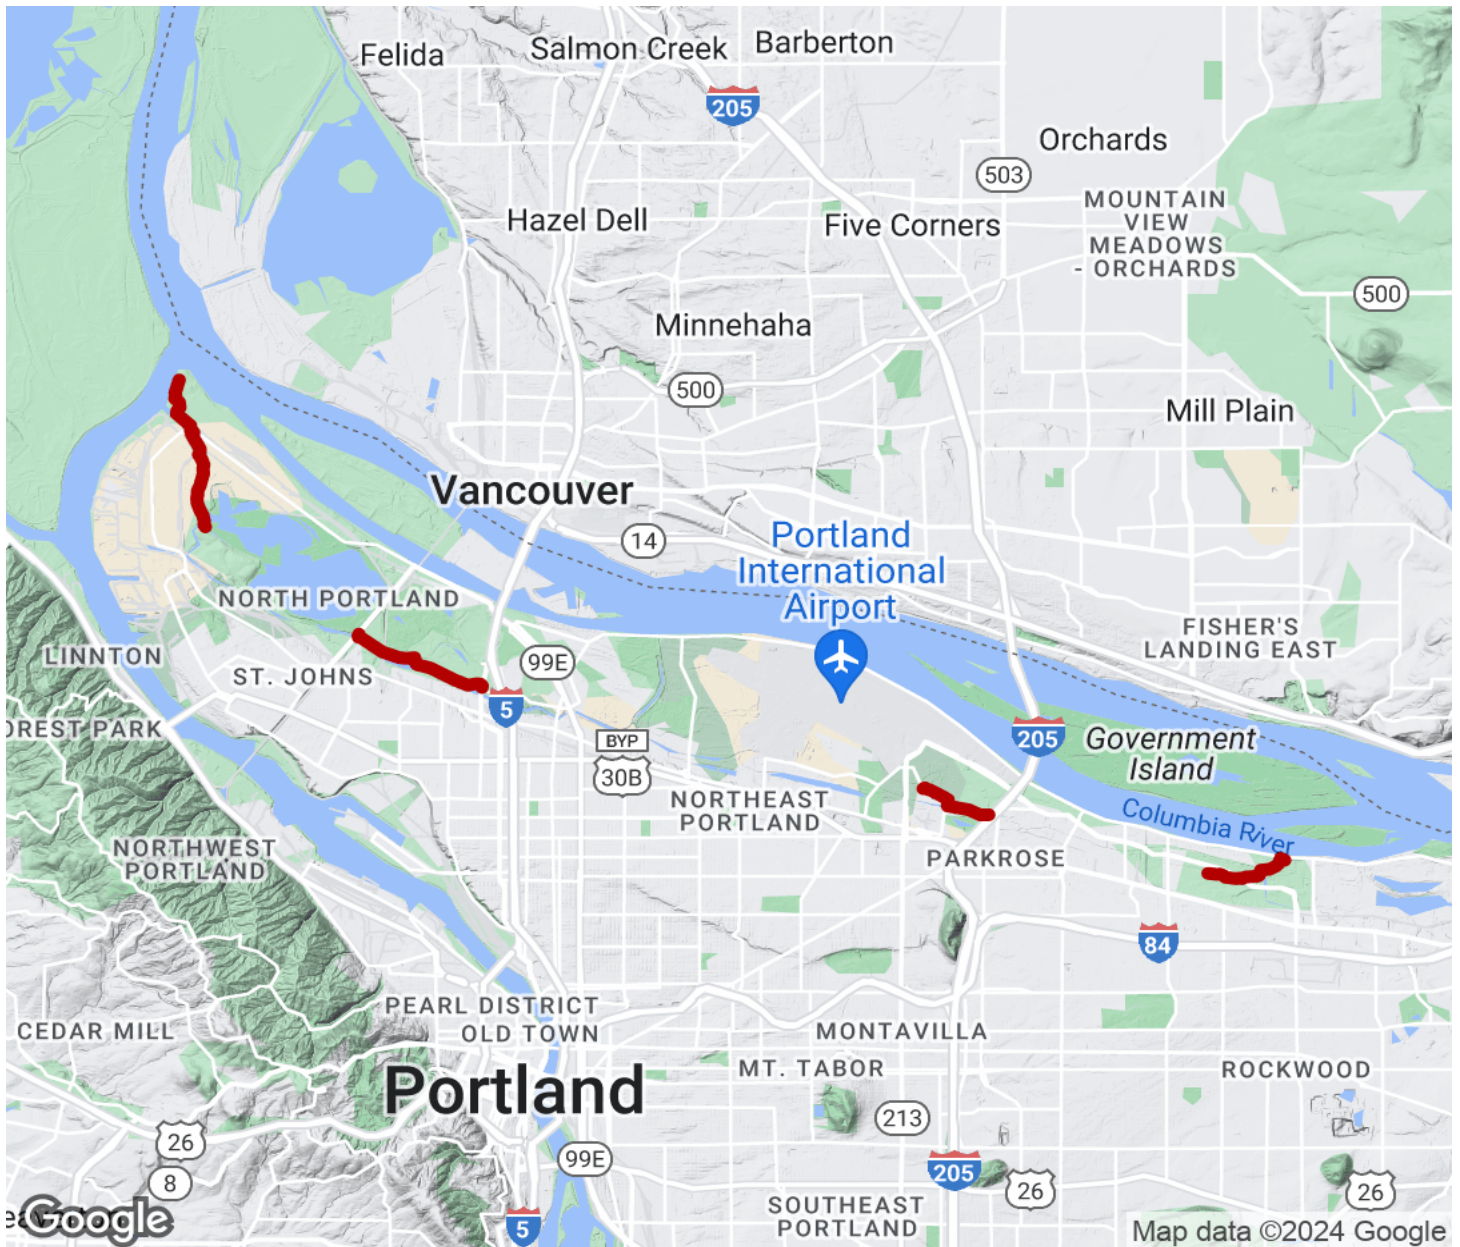 Felida
Salmon Creek
Barberton
205
Orchards
503
MOUNTAIN
VIEW
MEADOWS
- ORCHARDS
Hazel Dell
Five Corners
500
Minnehaha
500
Mill Plain
Vancouver
14
Portland
International
Airport
NORTH PORTLAND
FISHER'S
LANDING EAST
LINNTON
ST. JOHNS
99E
5
OREST PARK
BYP
30B
205
Government
Island
NORTHEAST
PORTLAND
Columbia River
NORTHWEST
PORTLAND
PARKROSE
84
PEARL DISTRICT
OLD TOWN
CEDAR MILL
MONTAVILLA
MT. TABOR
ROCKWOOD
Portland
213
26
99E
8
205
26
26
SOUTHEAST
PORTLAND
5
Google
Map data ©2024 Google